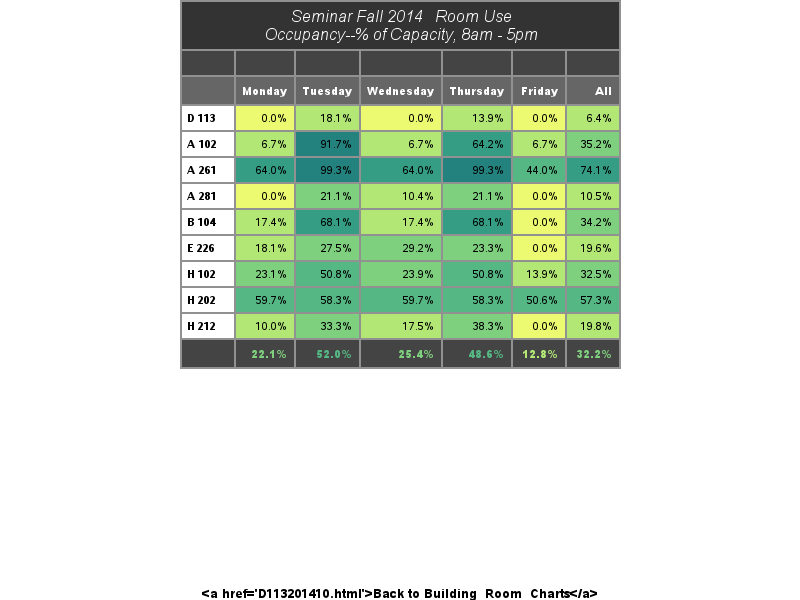 Seminar Fall 2014 Room Use
Occupancy--% of Capacity, 8am - 5pm
Monday Tuesday Wednesday Thursday Friday All
D 113 0.0% 18.1% 0.0% 13.9% 0.0% 6.4%
A 102 6.7% 91.7% 6.7% 64.2% 6.7% 35.2%
A 261 64.0% 99.3% 64.0% 99.3% 44.0% 74.1%
A 281 0.0% 21.1% 10.4% 21.1% 0.0% 10.5%
B 104 17.4% 68.1% 17.4% 68.1% 0.0% 34.2%
E 226 18.1% 27.5% 29.2% 23.3% 0.0% 19.6%
H 102 23.1% 50.8% 23.9% 50.8% 13.9% 32.5%
H 202 59.7% 58.3% 59.7% 58.3% 50.6% 57.3%
H 212 10.0% 33.3% 17.5% 38.3% 0.0% 19.8%
22.1% 52.0% 25.4% 48.6% 12.8% 32.2%
<a href='D113201410.html'>Back to Building_Room_Charts</a>